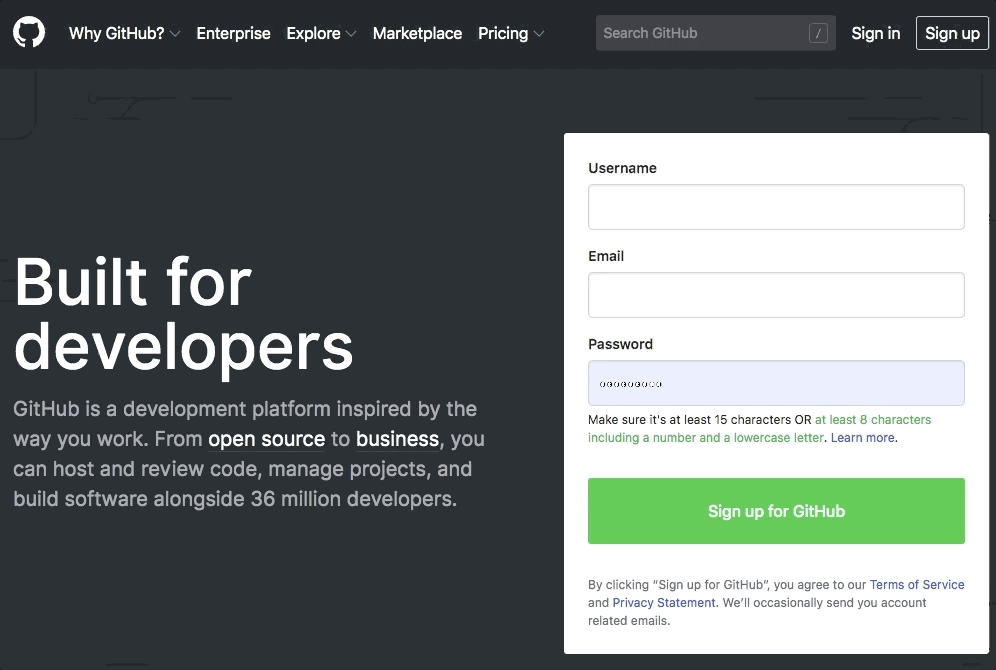 Why GitHub? Enterprise Explore Marketplace Pricing Search GitHub / Sign in Sign up
Built for
developers
GitHub is a development platform inspired by the
way you work. From open source to business, you
can host and review code, manage projects, and
build software alongside 36 million developers.
Username
Email
Password
Make sure it's at least 15 characters OR at least 8 characters
including a number and a lowercase letter. Learn more.
Sign up for GitHub
By clicking “Sign up for GitHub”, you agree to our Terms of Service
and Privacy Statement. We’ll occasionally send you account
related emails.